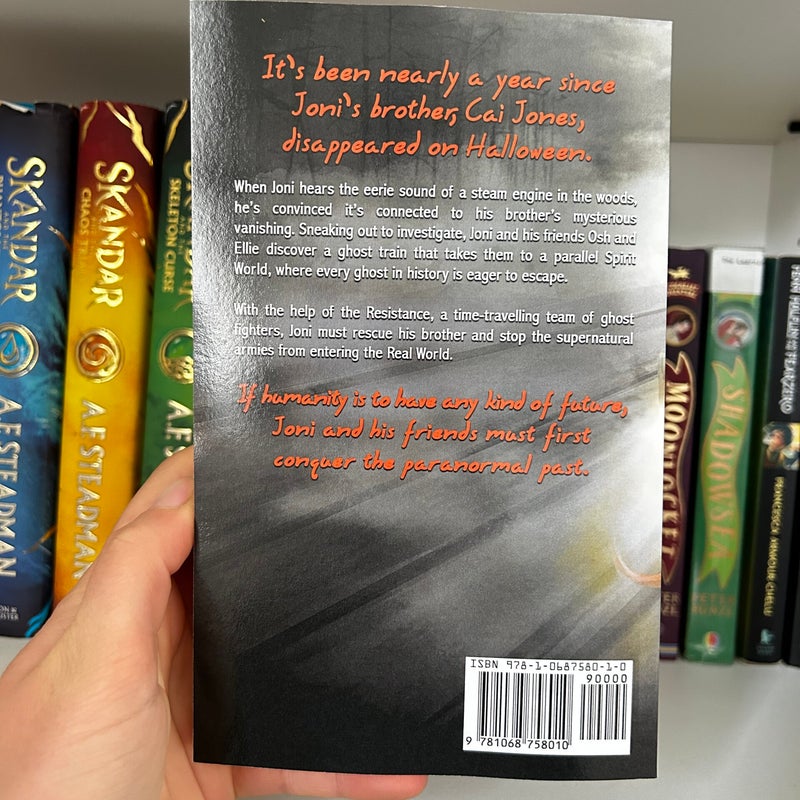 It's been nearly a year since
Joni's brother, Cai Jones,
disappeared on Halloween.
When Joni hears the eerie sound of a steam engine in the woods,
he's convinced it's connected to his brother's mysterious
vanishing. Sneaking out to investigate, Joni and his friends Osh and
Ellie discover a ghost train that takes them to a parallel Spirit
World, where every ghost in history is eager to escape.
With the help of the Resistance, a time-travelling team of ghost
fighters, Joni must rescue his brother and stop the supernatural
armies from entering the Real World.
If humanity is to have any kind of future,
Joni and his friends must first
conquer the paranormal past.
ISBN 978-1-0687580-1-0
90000
9 781068 758010
SKANDAR
AND THE
A.F. STEADMAN
SKANDAR
CHAOS
A.F. STEADMAN
SKELETON CURSE
A.F.
MOONLOCKET
SHADOWSEA
PETER